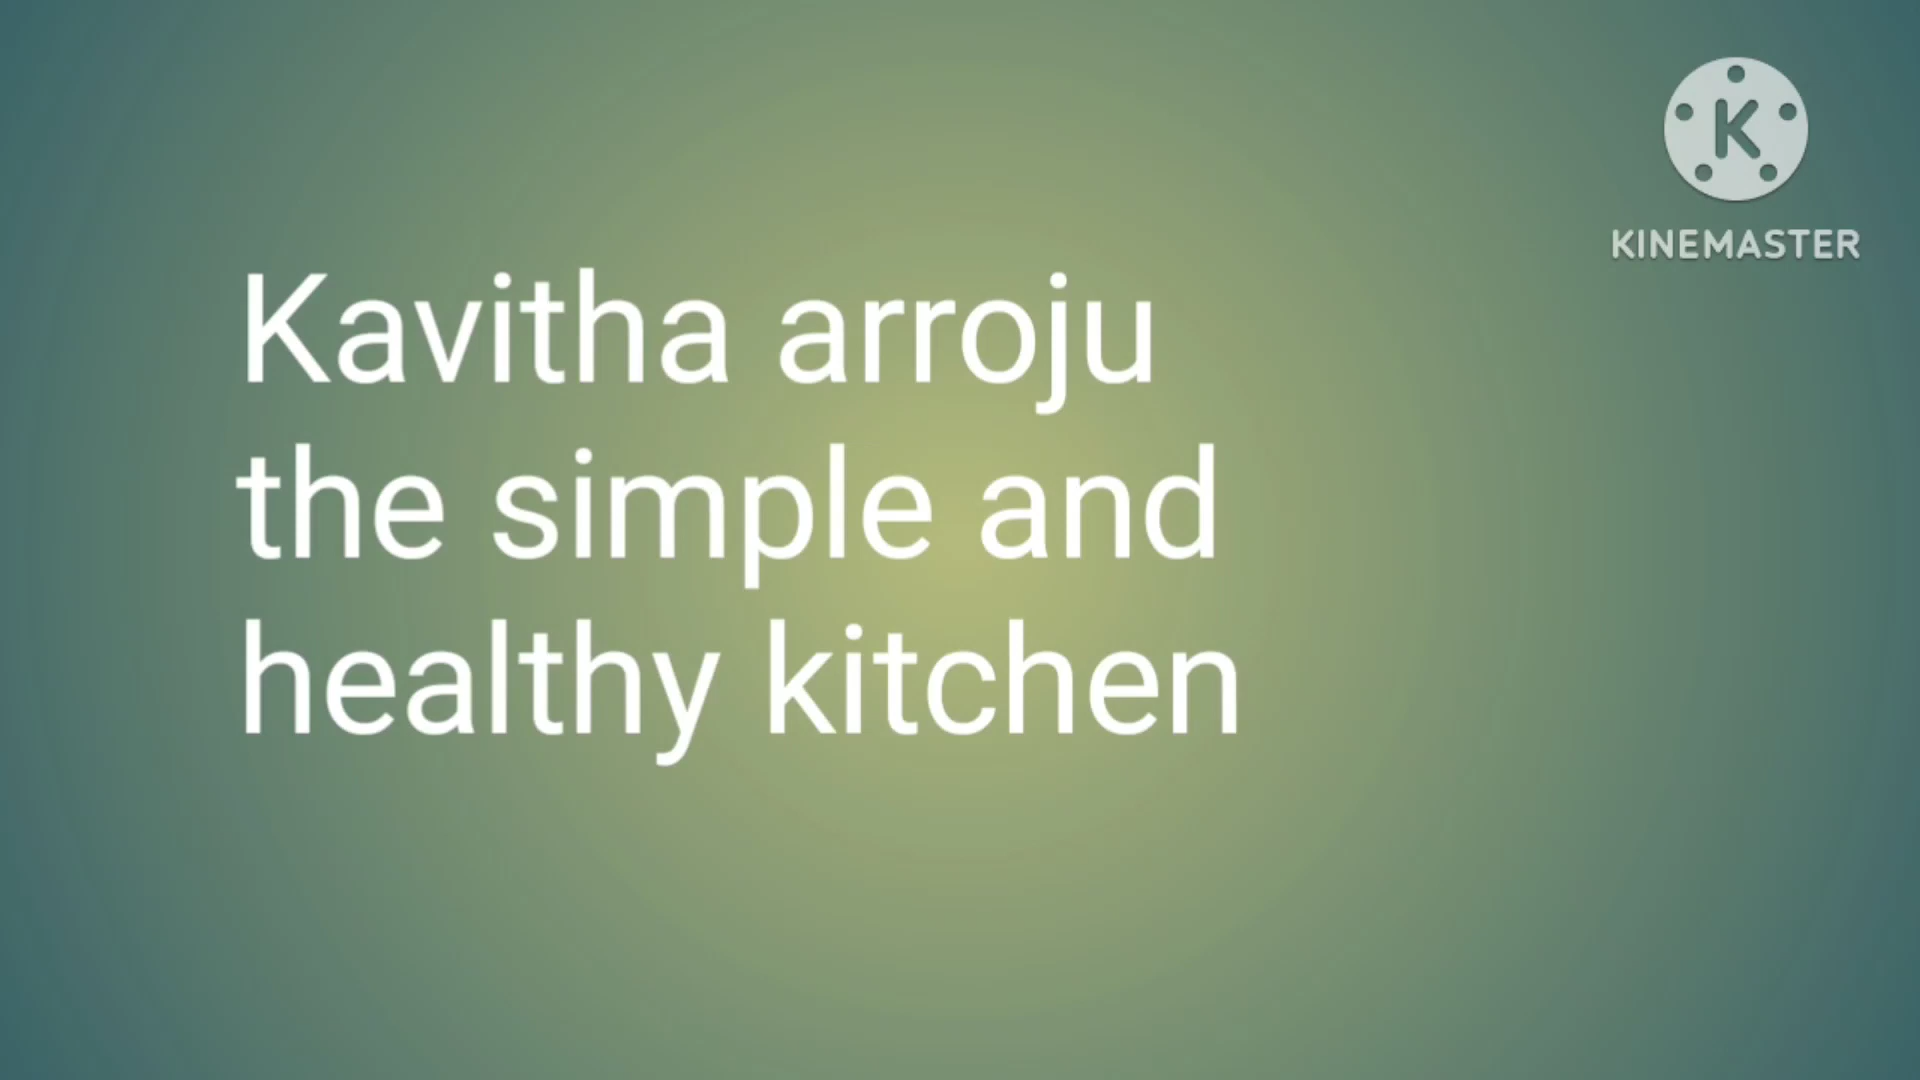 Kavitha arroju
the simple and
healthy kitchen
K
KINEMASTER